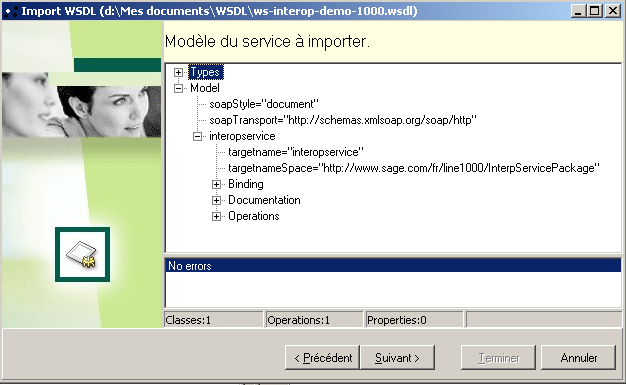 Import WSDL (d:\Mes documents\WSDL\ws-interop-demo-1000.wsdl)
Modèle du service à importer.
Types
Model
soapStyle="document"
soapTransport="http://schemas.xmlsoap.org/soap/http"
interopservice
targetname="interopservice"
targetnameSpace="http://www.sage.com/fr/line1000/InterpServicePackage"
Binding
Documentation
Operations
No errors
Classes:1 Operations:1 Properties:0
< Précédent Suivant > Terminer Annuler